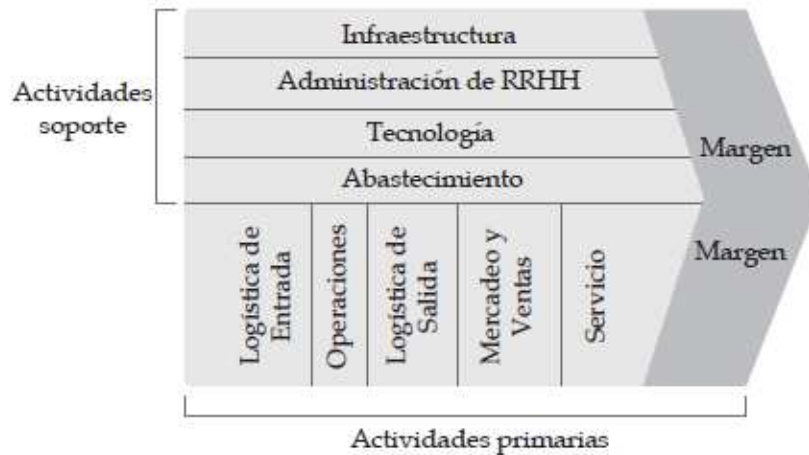 Infraestructura
Administración de RRHH
Actividades
soporte
Tecnología
Abastecimiento
Margen
Margen
Logística de
Entrada
Operaciones
Logística de
Salida
Mercadeo y
Ventas
Servicio
Actividades primarias